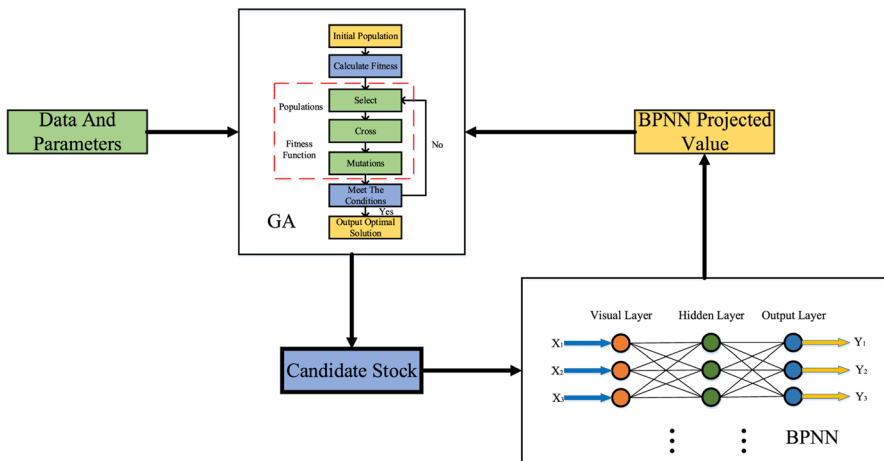 Initial Population
Calculate Fitness
Populations
Select
Cross
Fitness
Function
No
Mutations
Meet The
Conditions
Yes
Output Optimal
Solution
GA
Data And
Parameters
BPNN Projected
Value
Candidate Stock
Visual Layer
Hidden Layer
Output Layer
X₁
Y₁
X₂
Y₂
X₃
Y₃
BPNN